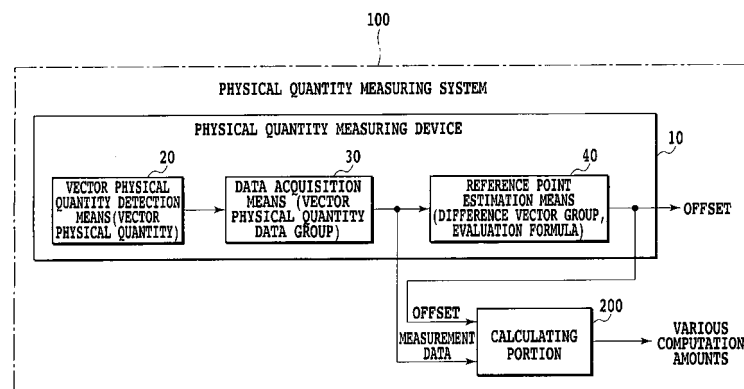 100
PHYSICAL QUANTITY MEASURING SYSTEM
PHYSICAL QUANTITY MEASURING DEVICE
10
20
30
40
VECTOR PHYSICAL
QUANTITY DETECTION
MEANS(VECTOR
PHYSICAL QUANTITY)
DATA ACQUISITION
MEANS (VECTOR
PHYSICAL QUANTITY
DATA GROUP)
REFERENCE POINT
ESTIMATION MEANS
(DIFFERENCE VECTOR GROUP,
EVALUATION FORMULA)
OFFSET
200
OFFSET
MEASUREMENT
DATA
CALCULATING
PORTION
VARIOUS
COMPUTATION
AMOUNTS